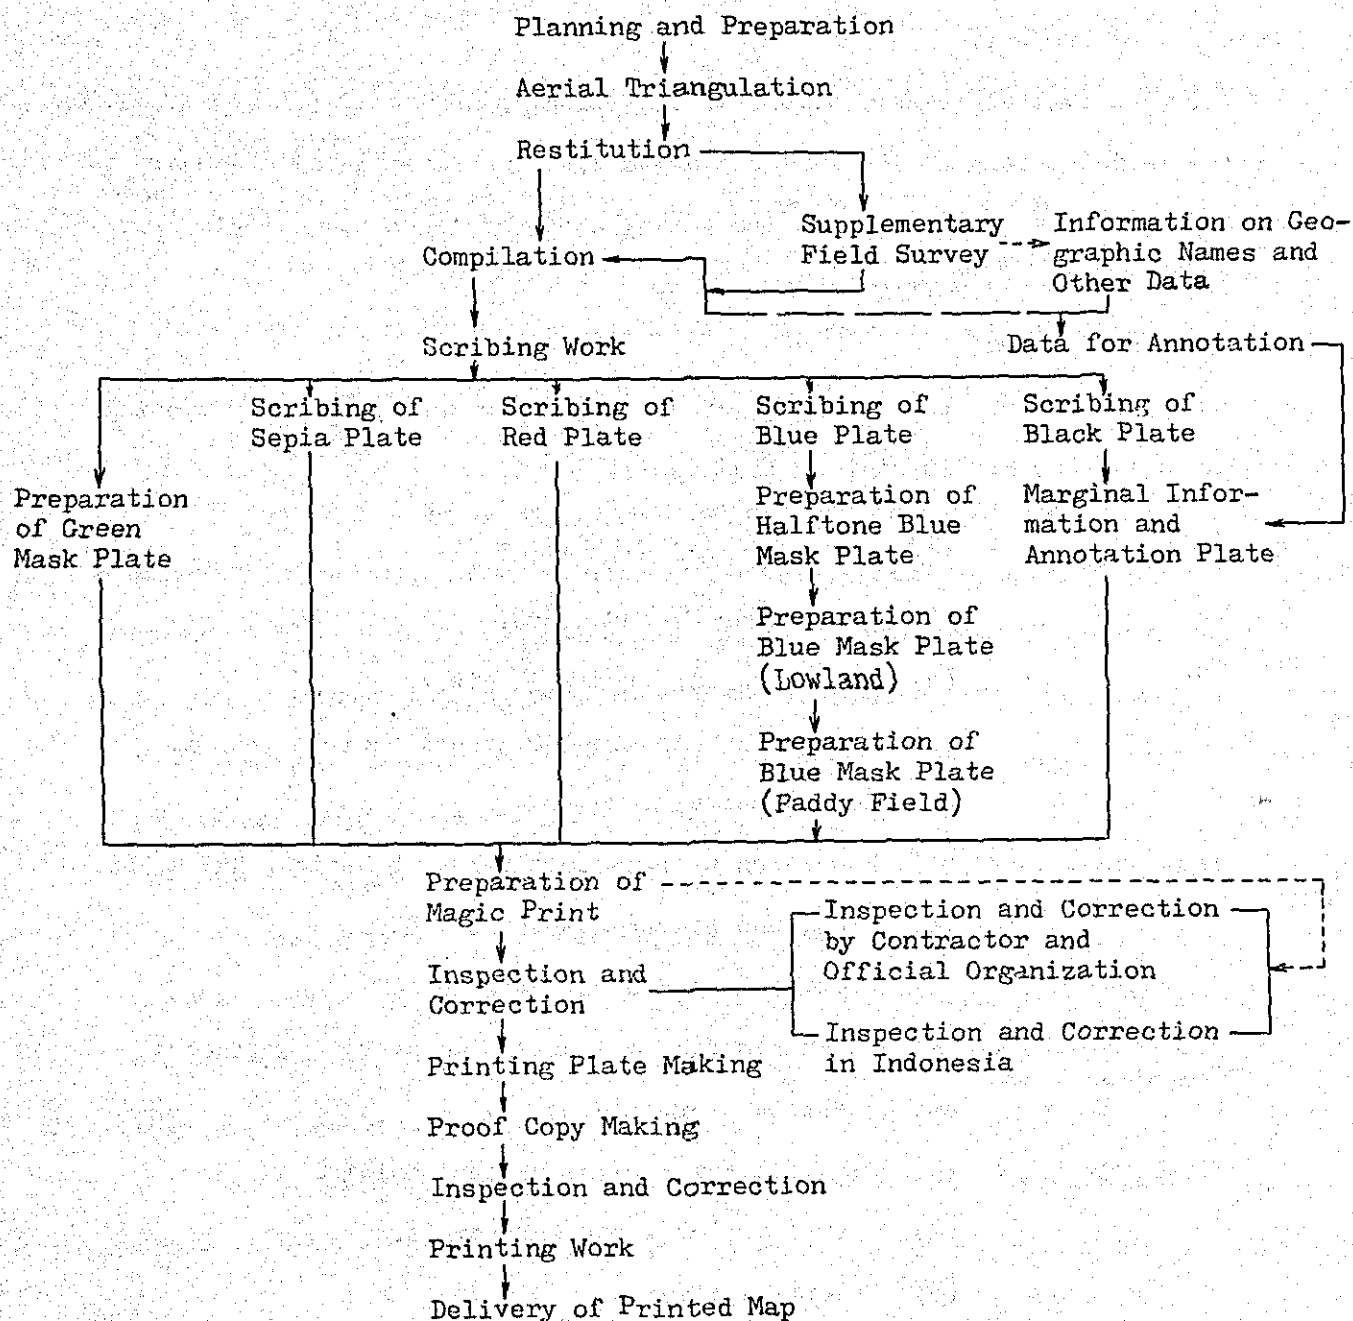 Planning and Preparation
Aerial Triangulation
Restitution
Supplementary
Field Survey
Information on Geo-
graphic Names and
Other Data
Compilation
Scribing Work
Data for Annotation
Scribing of
Sepia Plate
Scribing of
Red Plate
Scribing of
Blue Plate
Scribing of
Black Plate
Preparation
of Green
Mask Plate
Preparation of
Halftone Blue
Mask Plate
Marginal Infor-
mation and
Annotation Plate
Preparation of
Blue Mask Plate
(Lowland)
Preparation of
Blue Mask Plate
(Paddy Field)
Preparation of
Magic Print
Inspection and Correction
by Contractor and
Official Organization
Inspection and
Correction
Inspection and Correction
in Indonesia
Printing Plate Making
Proof Copy Making
Inspection and Correction
Printing Work
Delivery of Printed Map